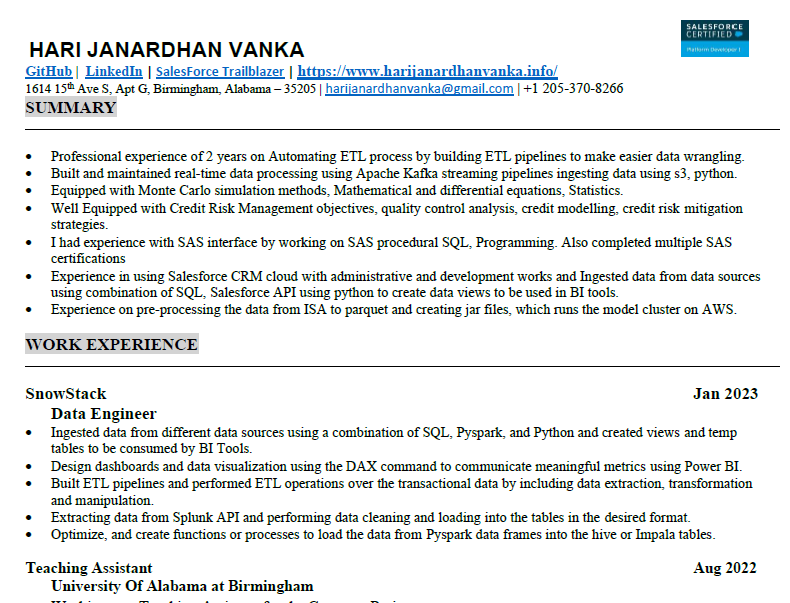 SALESFORCE
CERTIFIED
Platform Developer I
HARI JANARDHAN VANKA
GitHub | LinkedIn | SalesForce Trailblazer | https://www.harijanardhanvanka.info/
1614 15th Ave S, Apt G, Birmingham, Alabama – 35205 | harijanardhanvanka@gmail.com | +1 205-370-8266
SUMMARY
• Professional experience of 2 years on Automating ETL process by building ETL pipelines to make easier data wrangling.
• Built and maintained real-time data processing using Apache Kafka streaming pipelines ingesting data using s3, python.
• Equipped with Monte Carlo simulation methods, Mathematical and differential equations, Statistics.
• Well Equipped with Credit Risk Management objectives, quality control analysis, credit modelling, credit risk mitigation
strategies.
• I had experience with SAS interface by working on SAS procedural SQL, Programming. Also completed multiple SAS
certifications
• Experience in using Salesforce CRM cloud with administrative and development works and Ingested data from data sources
using combination of SQL, Salesforce API using python to create data views to be used in BI tools.
• Experience on pre-processing the data from ISA to parquet and creating jar files, which runs the model cluster on AWS.
WORK EXPERIENCE
SnowStack Jan 2023
Data Engineer
• Ingested data from different data sources using a combination of SQL, Pyspark, and Python and created views and temp
tables to be consumed by BI Tools.
• Design dashboards and data visualization using the DAX command to communicate meaningful metrics using Power BI.
• Built ETL pipelines and performed ETL operations over the transactional data by including data extraction, transformation
and manipulation.
• Extracting data from Splunk API and performing data cleaning and loading into the tables in the desired format.
• Optimize, and create functions or processes to load the data from Pyspark data frames into the hive or Impala tables.
Teaching Assistant Aug 2022
University Of Alabama at Birmingham